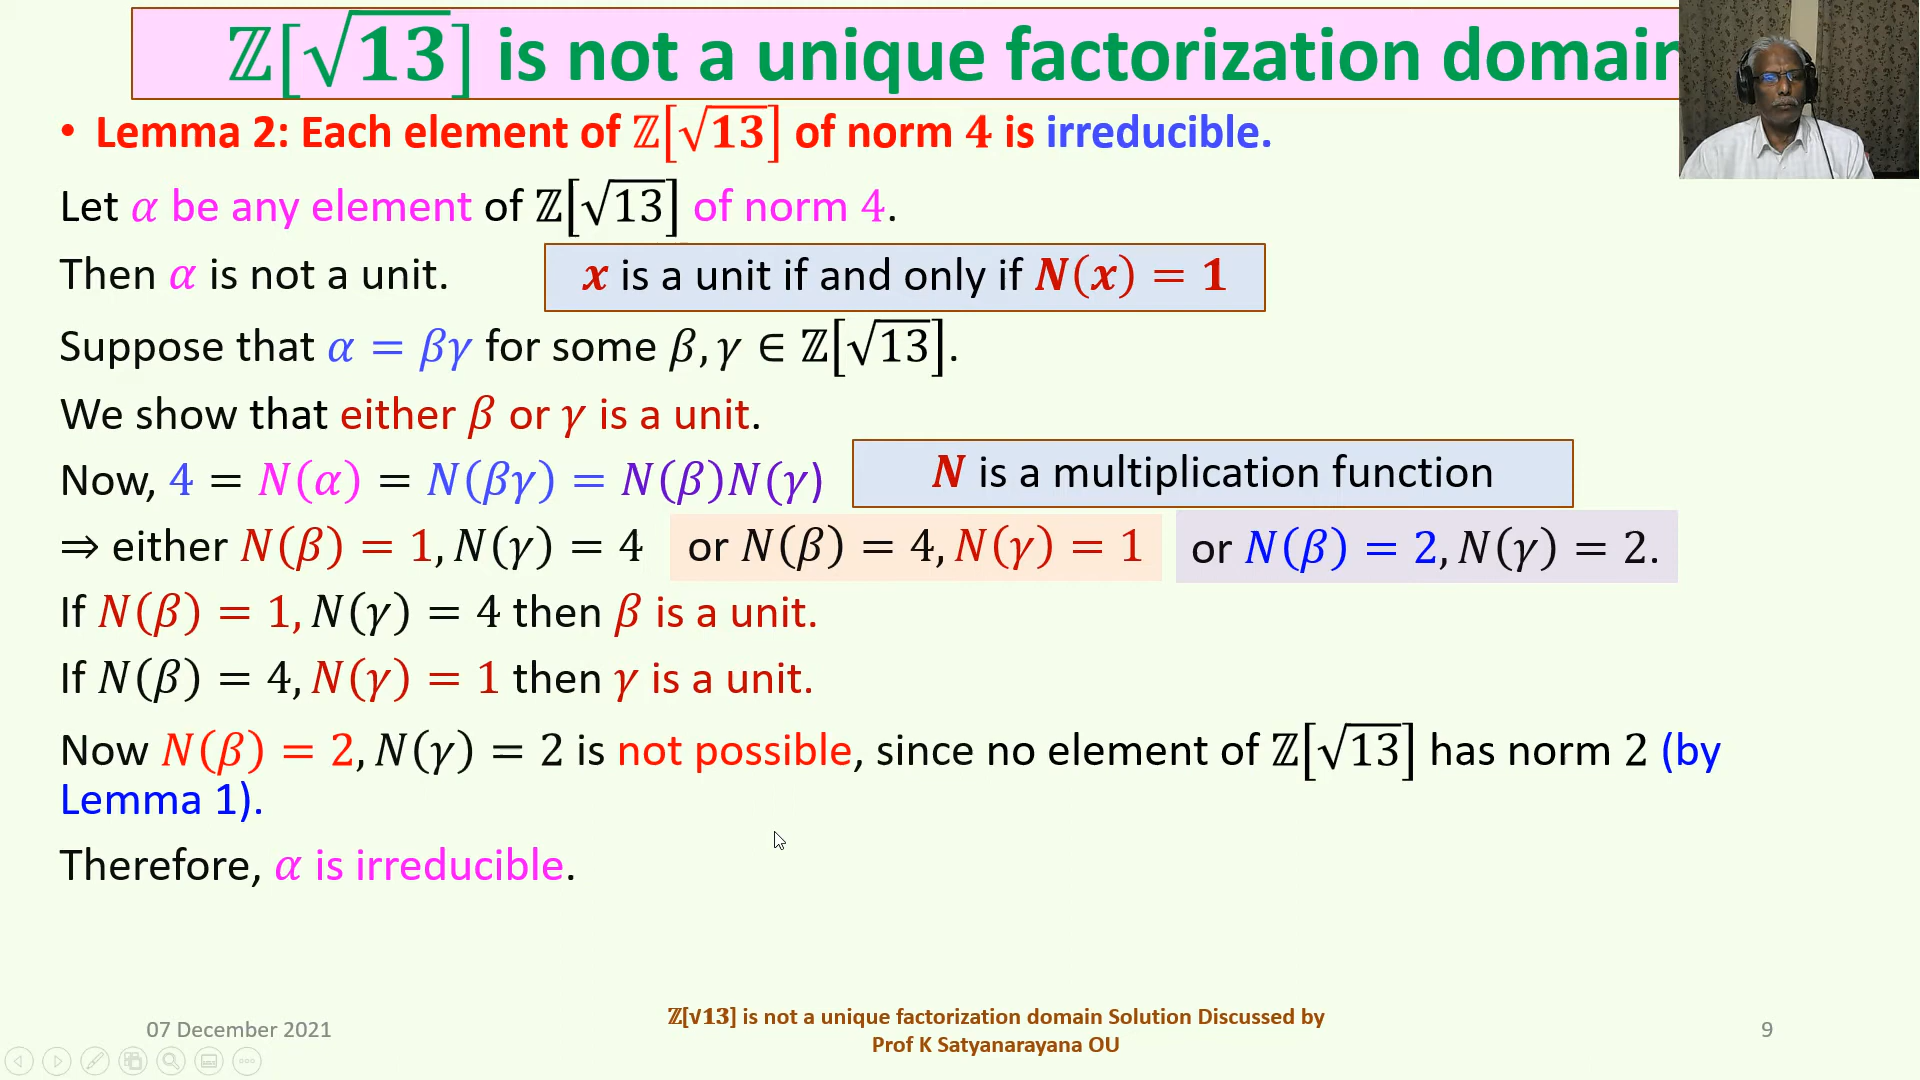 ℤ[√13] is not a unique factorization domain
• Lemma 2: Each element of ℤ[√13] of norm 4 is irreducible.
Let α be any element of ℤ[√13] of norm 4.
Then α is not a unit. x is a unit if and only if N(x) = 1
Suppose that α = βγ for some β, γ ∈ ℤ[√13].
We show that either β or γ is a unit.
Now, 4 = N(α) = N(βγ) = N(β)N(γ) N is a multiplication function
⇒ either N(β) = 1, N(γ) = 4 or N(β) = 4, N(γ) = 1 or N(β) = 2, N(γ) = 2.
If N(β) = 1, N(γ) = 4 then β is a unit.
If N(β) = 4, N(γ) = 1 then γ is a unit.
Now N(β) = 2, N(γ) = 2 is not possible, since no element of ℤ[√13] has norm 2 (by
Lemma 1).
Therefore, α is irreducible.
07 December 2021
ℤ[√13] is not a unique factorization domain Solution Discussed by
Prof K Satyanarayana OU
9